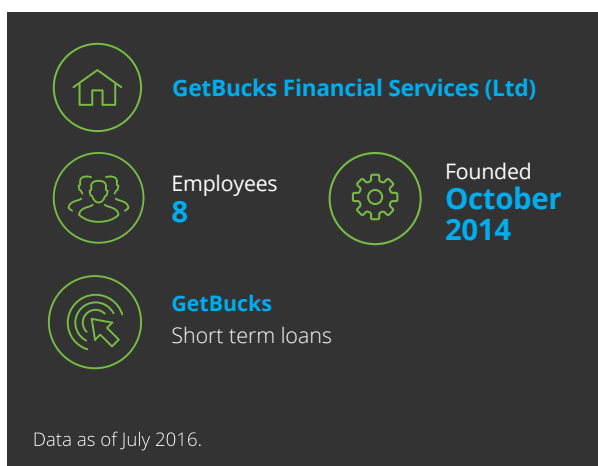 GetBucks Financial Services (Ltd)
Employees
8
Founded
October
2014
GetBucks
Short term loans
Data as of July 2016.